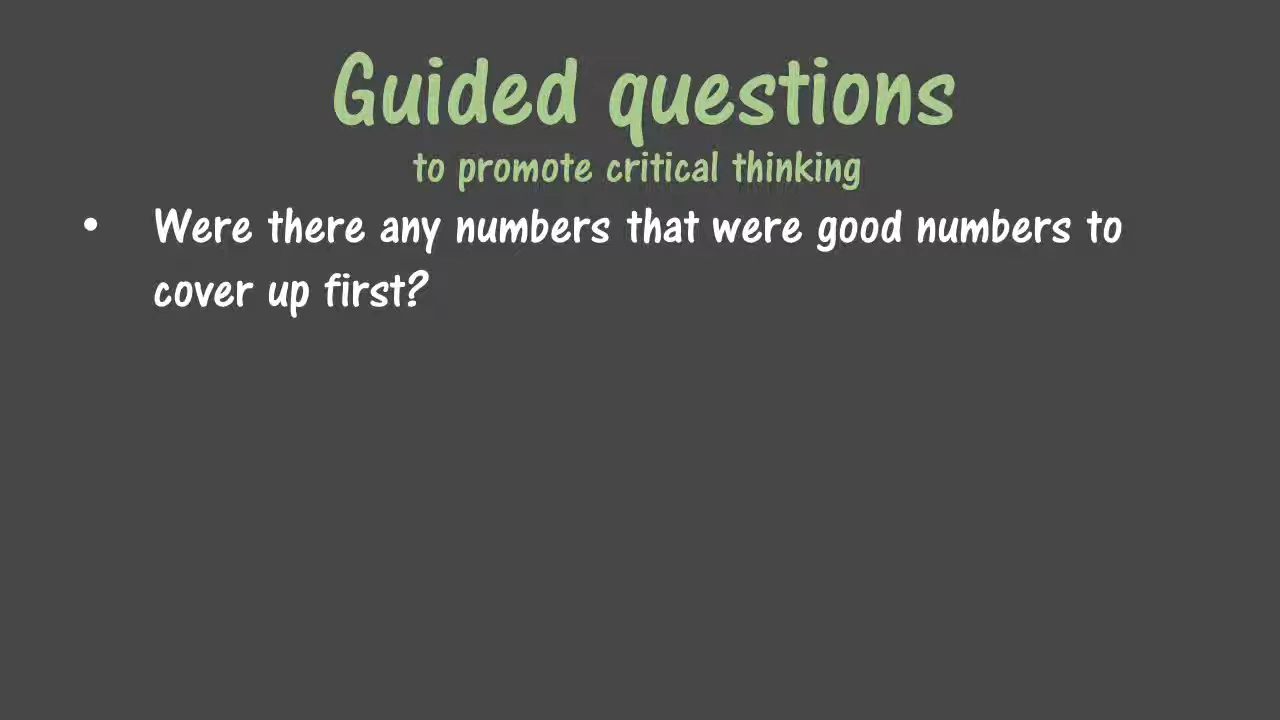 Guided questions
to promote critical thinking
• Were there any numbers that were good numbers to
cover up first?